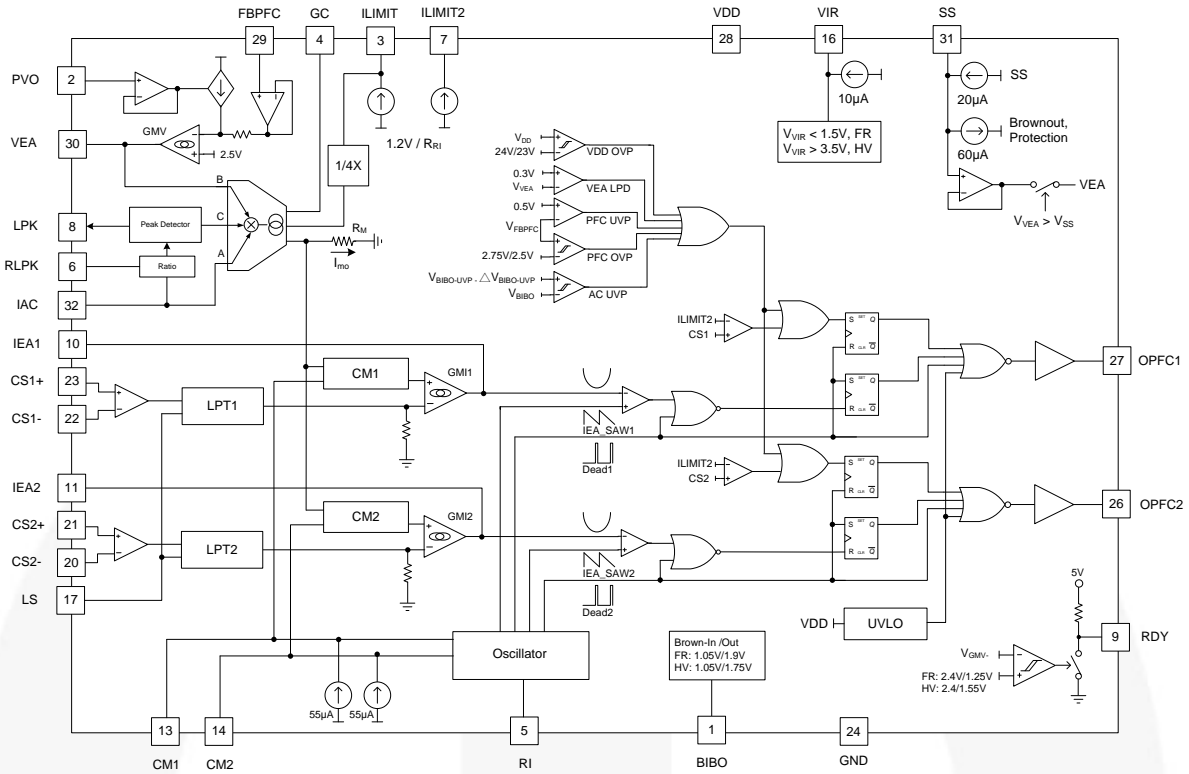 FBPFC GC ILIMIT ILIMIT2 VDD VIR SS
29 4 3 7 28 16 31
PVO 2
VEA 30
LPK 8
RLPK 6
IAC 32
IEA1 10
CS1+ 23
CS1- 22
IEA2 11
CS2+ 21
CS2- 20
LS 17
+
-
GMV
-
+
2.5V
+
-
1.2V / RRI
1/4X
B
C
A
Peak Detector
Ratio
RM
Imo
VDD
24V/23V
+
-
VDD OVP
0.3V
VVEA
+
-
VEA LPD
0.5V
VFBPFC
+
-
PFC UVP
2.75V/2.5V
+
-
PFC OVP
VBIBO-UVP - △VBIBO-UVP
VBIBO
+
-
AC UVP
10µA
VVIR < 1.5V, FR
VVIR > 3.5V, HV
SS
20µA
Brownout,
Protection
60µA
+
-
VEA
VVEA > VSS
ILIMIT2
CS1
-
+
S SET Q
R CLR Q
S SET Q
R CLR Q
27 OPFC1
+
-
LPT1
CM1
GMI1
+
-
-
+
IEA_SAW1
Dead1
ILIMIT2
CS2
-
+
S SET Q
R CLR Q
S SET Q
R CLR Q
26 OPFC2
+
-
LPT2
CM2
GMI2
+
-
-
+
IEA_SAW2
Dead2
VDD
UVLO
5V
9 RDY
VGMV-
-
+
FR: 2.4V/1.25V
HV: 2.4/1.55V
Oscillator
Brown-In /Out
FR: 1.05V/1.9V
HV: 1.05V/1.75V
55µA 55µA
13 14 5 1 24
CM1 CM2 RI BIBO GND